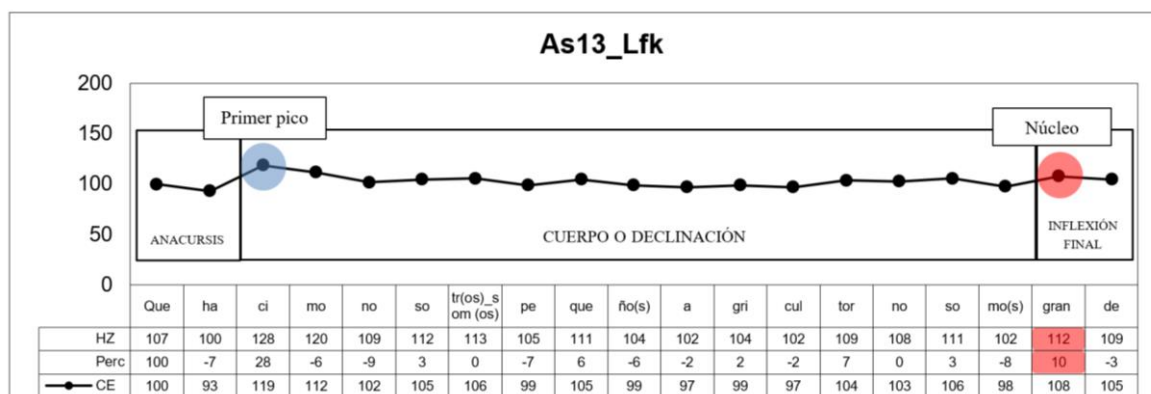 As13_Lfk
200
Primer pico
150
Núcleo
100
50
ANACURSIS
CUERPO O DECLINACIÓN
INFLEXIÓN
FINAL
0
Que ha ci mo no so tr(os)_s om (os) pe que ño(s) a gri cul tor no so mo(s) gran de
HZ 107 100 128 120 109 112 113 105 111 104 102 104 102 109 108 111 102 112 109
Perc 100 -7 28 -6 -9 3 0 -7 6 -6 -2 2 -2 7 0 3 -8 10 -3
CE 100 93 119 112 102 105 106 99 105 99 97 99 97 104 103 106 98 108 105